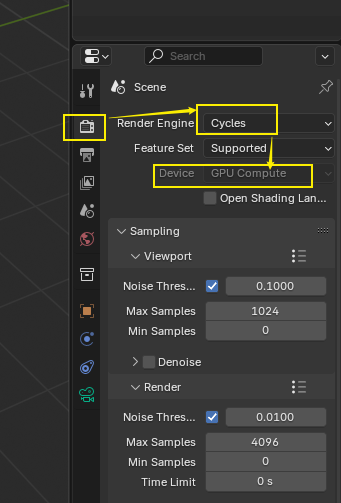 Search
Scene
Render Engine Cycles
Feature Set Supported
Device GPU Compute
Open Shading Lan...
Sampling
Viewport
Noise Thres... 0.1000
Max Samples 1024
Min Samples 0
Denoise
Render
Noise Thres... 0.0100
Max Samples 4096
Min Samples 0
Time Limit 0 s